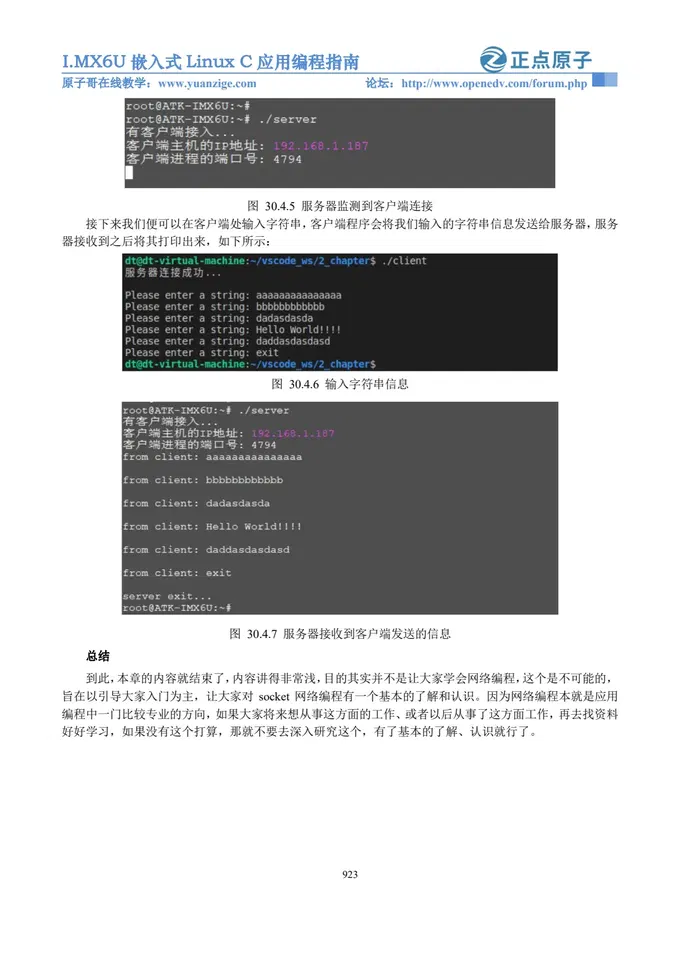 I.MX6U 嵌入式 Linux C 应用编程指南
正点原子
原子哥在线教学：www.yuanzige.com 论坛：http://www.openedv.com/forum.php
root@ATK-IMX6U:~#
root@ATK-IMX6U:~# ./server
有客户端接入...
客户端主机的IP地址: 192.168.1.187
客户端进程的端口号: 4794
图 30.4.5 服务器监测到客户端连接
接下来我们便可以在客户端处输入字符串，客户端程序会将我们输入的字符串信息发送给服务器，服务
器接收到之后将其打印出来，如下所示：
dt@dt-virtual-machine:~/vscode_ws/2_chapter$ ./client
服务器连接成功...
Please enter a string: aaaaaaaaaaaaaaa
Please enter a string: bbbbbbbbbbbb
Please enter a string: dadasdasda
Please enter a string: Hello World!!!!
Please enter a string: daddasdasdasd
Please enter a string: exit
dt@dt-virtual-machine:~/vscode_ws/2_chapter$
图 30.4.6 输入字符串信息
root@ATK-IMX6U:~# ./server
有客户端接入...
客户端主机的IP地址: 192.168.1.187
客户端进程的端口号: 4794
from client: aaaaaaaaaaaaaaa
from client: bbbbbbbbbbbb
from client: dadasdasda
from client: Hello World!!!!
from client: daddasdasdasd
from client: exit
server exit...
root@ATK-IMX6U:~#
图 30.4.7 服务器接收到客户端发送的信息
总结
到此，本章的内容就结束了，内容讲得非常浅，目的其实并不是让大家学会网络编程，这个是不可能的，
旨在以引导大家入门为主，让大家对 socket 网络编程有一个基本的了解和认识。因为网络编程本就是应用
编程中一门比较专业的方向，如果大家将来想从事这方面的工作、或者以后从事了这方面工作，再去找资料
好好学习，如果没有这个打算，那就不要去深入研究这个，有了基本的了解、认识就行了。
923